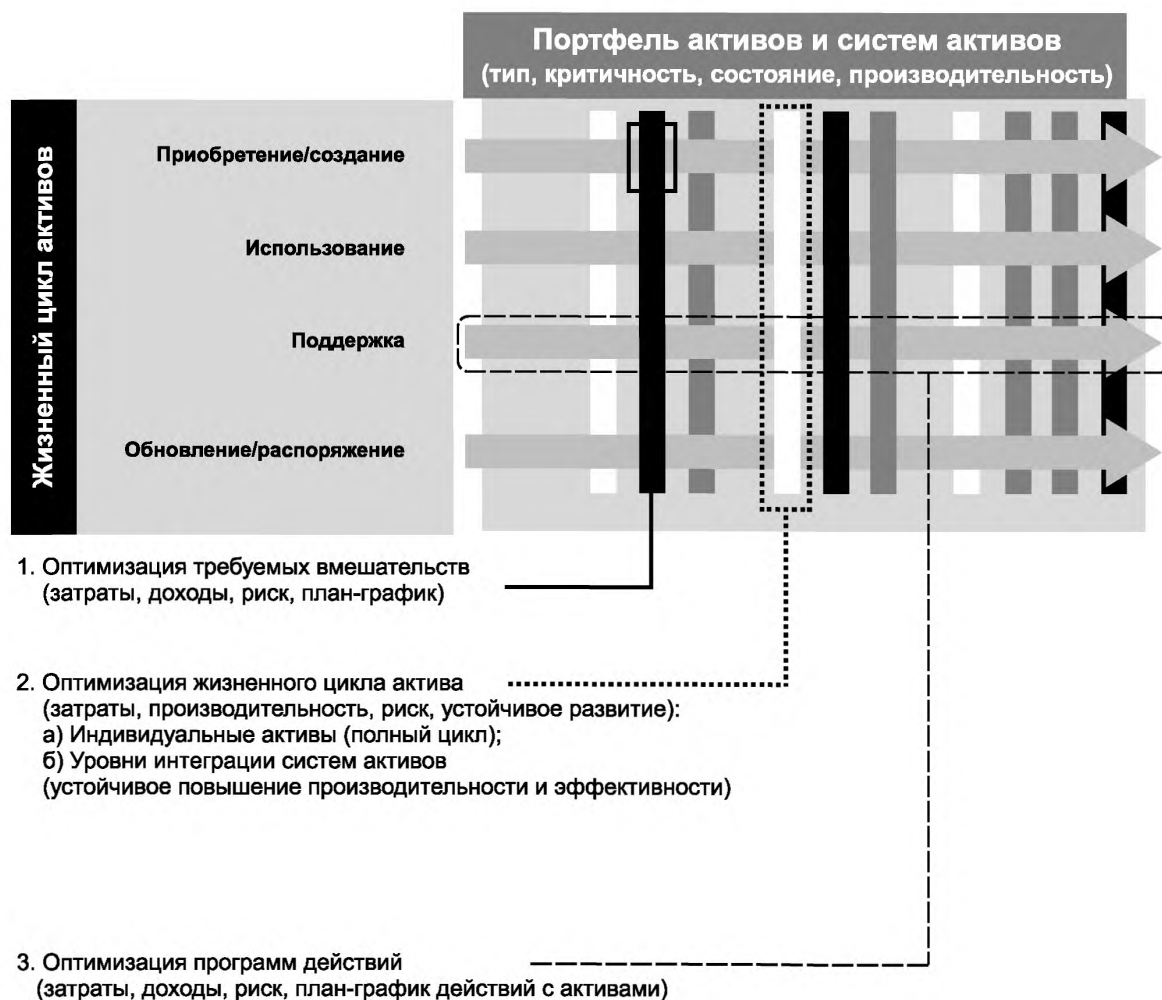 Портфель активов и систем активов
(тип, критичность, состояние, производительность)
Жизненный цикл активов
Приобретение/создание
Использование
Поддержка
Обновление/распоряжение
1. Оптимизация требуемых вмешательств
(затраты, доходы, риск, план-график)
2. Оптимизация жизненного цикла актива
(затраты, производительность, риск, устойчивое развитие):
а) Индивидуальные активы (полный цикл);
б) Уровни интеграции систем активов
(устойчивое повышение производительности и эффективности)
3. Оптимизация программ действий
(затраты, доходы, риск, план-график действий с активами)